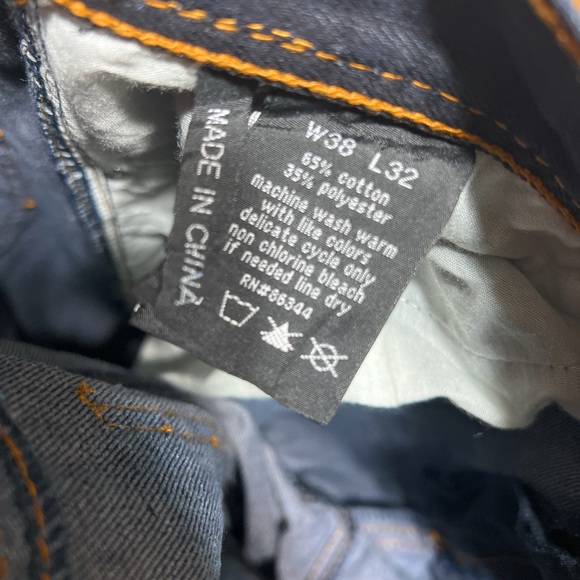 MADE IN CHINA
W38 L32
65% cotton
35% polyester
machine wash warm
with like colors
delicate cycle only
non chlorine bleach
if needed line dry
RN#86344